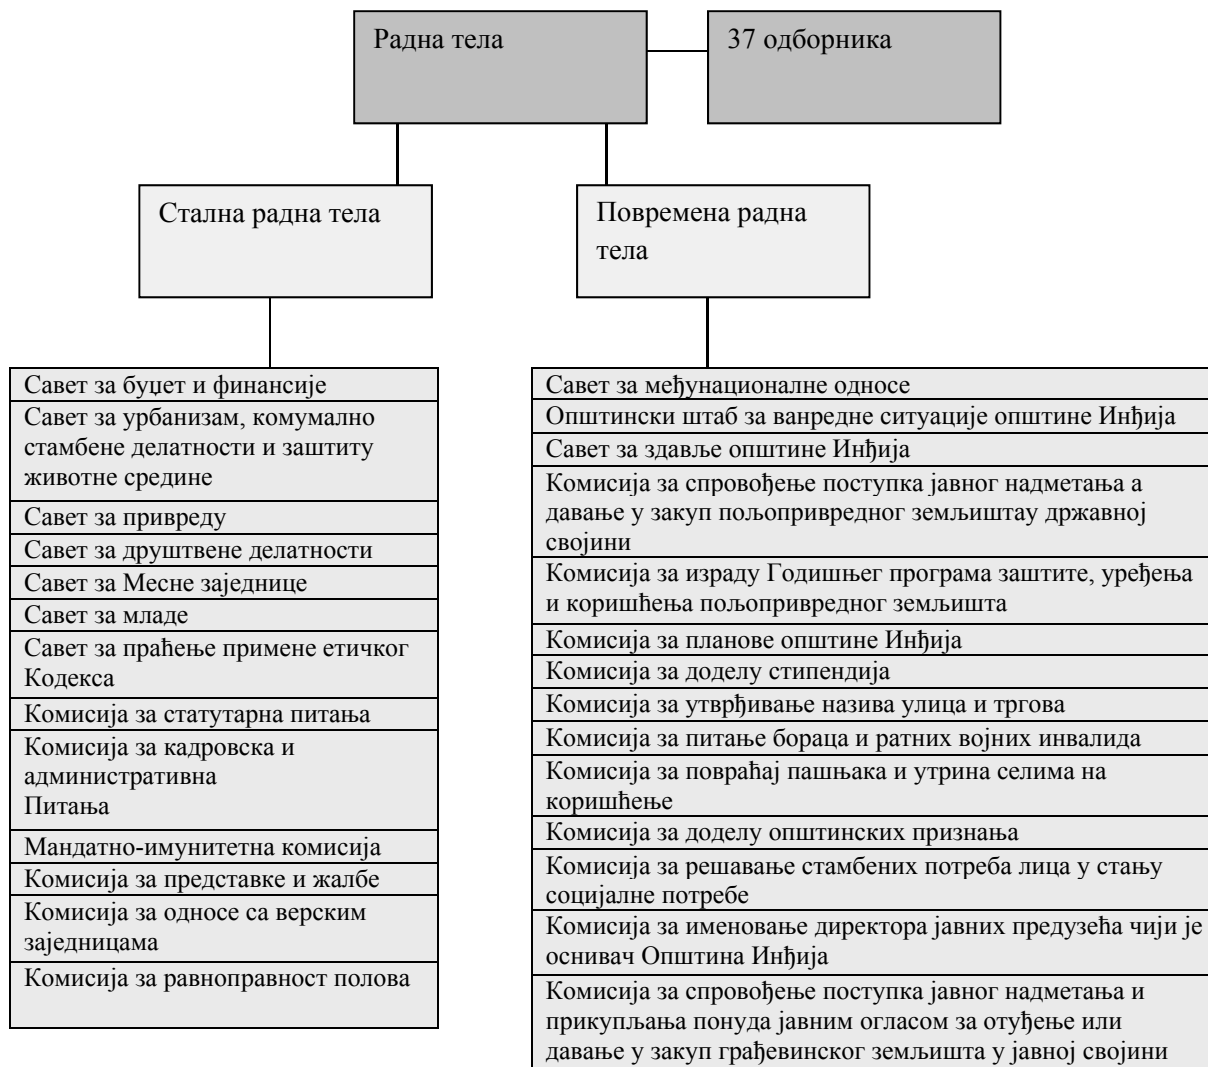 Радна тела
37 одборника
Стална радна тела
Повремена радна
тела
Савет за буџет и финансије
Савет за урбанизам, комумално
стамбене делатности и заштиту
животне средине
Савет за привреду
Савет за друштвене делатности
Савет за Месне заједнице
Савет за младе
Савет за праћење примене етичког
Кодекса
Комисија за статутарна питања
Комисија за кадровска и
административна
Питања
Мандатно-имунитетна комисија
Комисија за представке и жалбе
Комисија за односе са верским
заједницама
Комисија за равноправност полова
Савет за међунационалне односе
Општински штаб за ванредне ситуације општине Инђија
Савет за здавље општине Инђија
Комисија за спровођење поступка јавног надметања а
давање у закуп пољопривредног земљиштау државној
својини
Комисија за израду Годишњег програма заштите, уређења
и коришћења пољопривредног земљишта
Комисија за планове општине Инђија
Комисија за доделу стипендија
Комисија за утврђивање назива улица и тргова
Комисија за питање бораца и ратних војних инвалида
Комисија за повраћај пашњака и утрина селима на
коришћење
Комисија за доделу општинских признања
Комисија за решавање стамбених потреба лица у стању
социјалне потребе
Комисија за именовање директора јавних предузећа чији је
оснивач Општина Инђија
Комисија за спровођење поступка јавног надметања и
прикупљања понуда јавним огласом за отуђење или
давање у закуп грађевинског земљишта у јавној својини